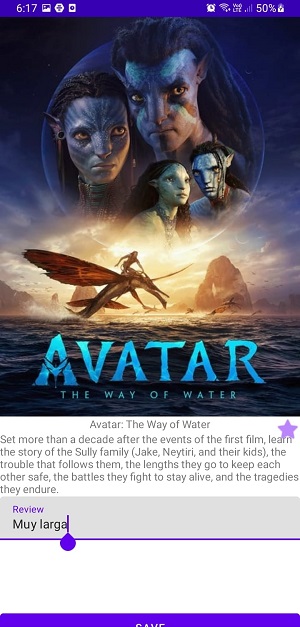 6:17
50%
AVATAR
THE WAY OF WATER
Avatar: The Way of Water
Set more than a decade after the events of the first film, learn
the story of the Sully family (Jake, Neytiri, and their kids), the
trouble that follows them, the lengths they go to keep each
other safe, the battles they fight to stay alive, and the tragedies
they endure.
Review
Muy larga
SAVE